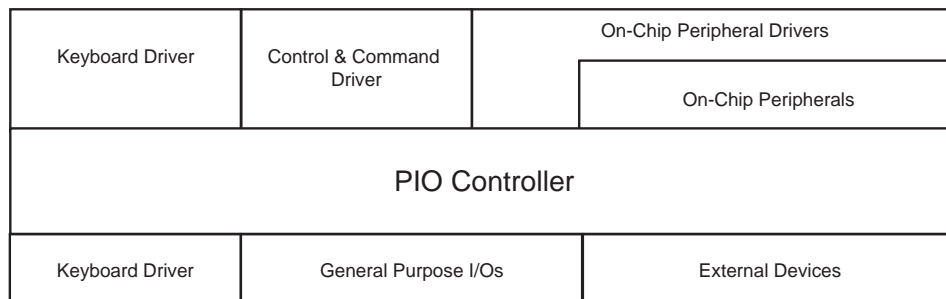 On-Chip Peripheral Drivers
Keyboard Driver
Control & Command
Driver
On-Chip Peripherals
PIO Controller
Keyboard Driver
General Purpose I/Os
External Devices